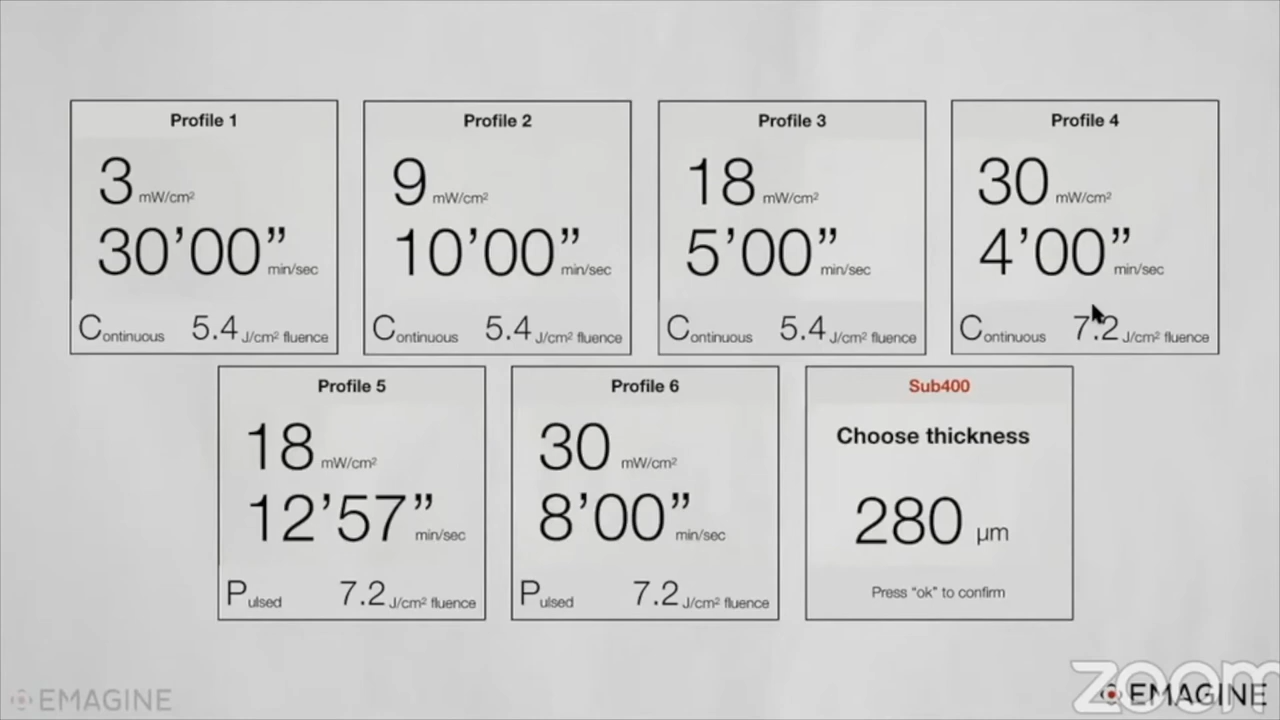 Profile 1
3 mW/cm²
30’00” min/sec
Continuous 5.4 J/cm² fluence
Profile 2
9 mW/cm²
10’00” min/sec
Continuous 5.4 J/cm² fluence
Profile 3
18 mW/cm²
5’00” min/sec
Continuous 5.4 J/cm² fluence
Profile 4
30 mW/cm²
4’00” min/sec
Continuous 7.2 J/cm² fluence
Profile 5
18 mW/cm²
12’57” min/sec
Pulsed 7.2 J/cm² fluence
Profile 6
30 mW/cm²
8’00” min/sec
Pulsed 7.2 J/cm² fluence
Sub400
Choose thickness
280 µm
Press “ok” to confirm
EMAGINE
zoom
EMAGINE